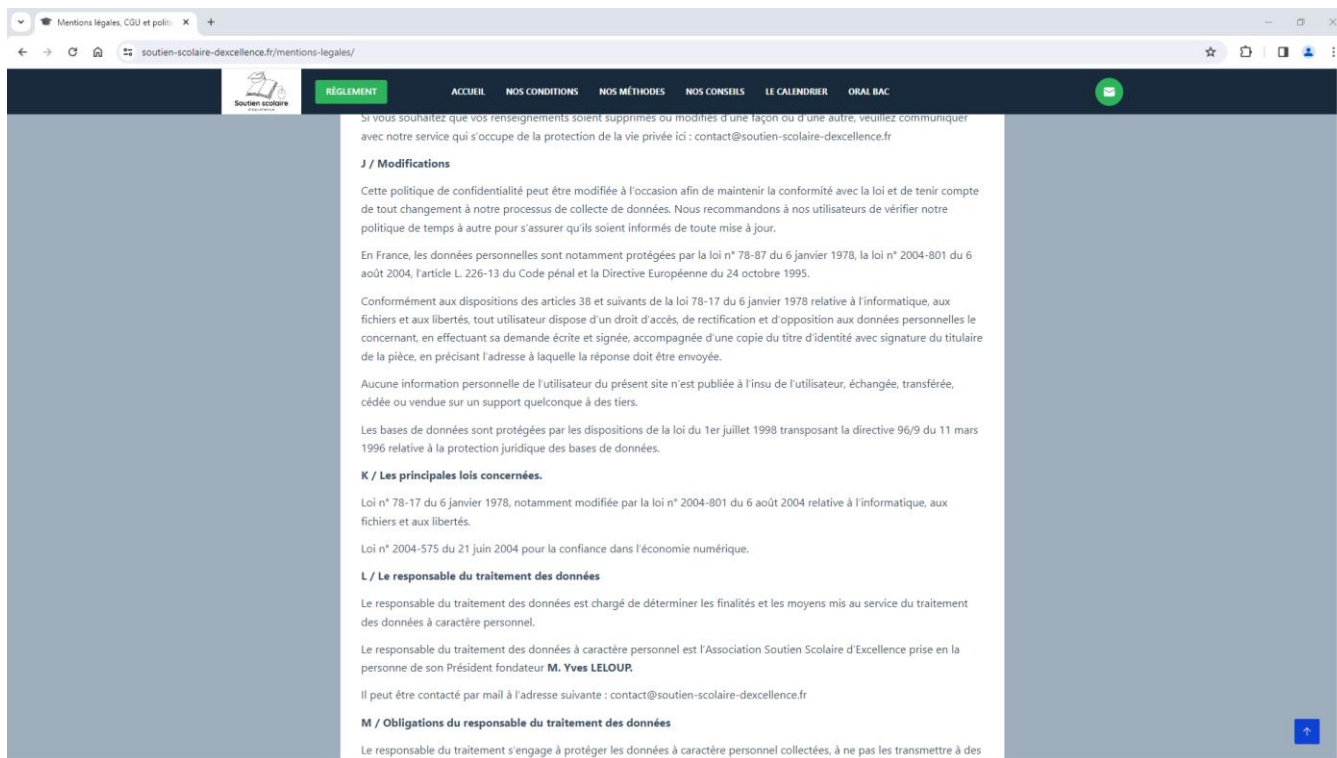 Mentions légales, CGU et politi
soutien-scolaire-dexcellence.fr/mentions-legales/
Soutien scolaire
RÈGLEMENT
ACCUEIL NOS CONDITIONS NOS MÉTHODES NOS CONSEILS LE CALENDRIER ORAL BAC
Si vous souhaitez que vos renseignements soient supprimés ou modifiés d'une façon ou d'une autre, veuillez communiquer
avec notre service qui s'occupe de la protection de la vie privée ici : contact@soutien-scolaire-dexcellence.fr
J / Modifications
Cette politique de confidentialité peut être modifiée à l'occasion afin de maintenir la conformité avec la loi et de tenir compte
de tout changement à notre processus de collecte de données. Nous recommandons à nos utilisateurs de vérifier notre
politique de temps à autre pour s'assurer qu'ils soient informés de toute mise à jour.
En France, les données personnelles sont notamment protégées par la loi n° 78-87 du 6 janvier 1978, la loi n° 2004-801 du 6
août 2004, l'article L. 226-13 du Code pénal et la Directive Européenne du 24 octobre 1995.
Conformément aux dispositions des articles 38 et suivants de la loi 78-17 du 6 janvier 1978 relative à l'informatique, aux
fichiers et aux libertés, tout utilisateur dispose d'un droit d'accès, de rectification et d'opposition aux données personnelles le
concernant, en effectuant sa demande écrite et signée, accompagnée d'une copie du titre d'identité avec signature du titulaire
de la pièce, en précisant l'adresse à laquelle la réponse doit être envoyée.
Aucune information personnelle de l'utilisateur du présent site n'est publiée à l'insu de l'utilisateur, échangée, transférée,
cédée ou vendue sur un support quelconque à des tiers.
Les bases de données sont protégées par les dispositions de la loi du 1er juillet 1998 transposant la directive 96/9 du 11 mars
1996 relative à la protection juridique des bases de données.
K / Les principales lois concernées.
Loi n° 78-17 du 6 janvier 1978, notamment modifiée par la loi n° 2004-801 du 6 août 2004 relative à l'informatique, aux
fichiers et aux libertés.
Loi n° 2004-575 du 21 juin 2004 pour la confiance dans l'économie numérique.
L / Le responsable du traitement des données
Le responsable du traitement des données est chargé de déterminer les finalités et les moyens mis au service du traitement
des données à caractère personnel.
Le responsable du traitement des données à caractère personnel est l'Association Soutien Scolaire d'Excellence prise en la
personne de son Président fondateur M. Yves LELOUP.
Il peut être contacté par mail à l'adresse suivante : contact@soutien-scolaire-dexcellence.fr
M / Obligations du responsable du traitement des données
Le responsable du traitement s'engage à protéger les données à caractère personnel collectées, à ne pas les transmettre à des